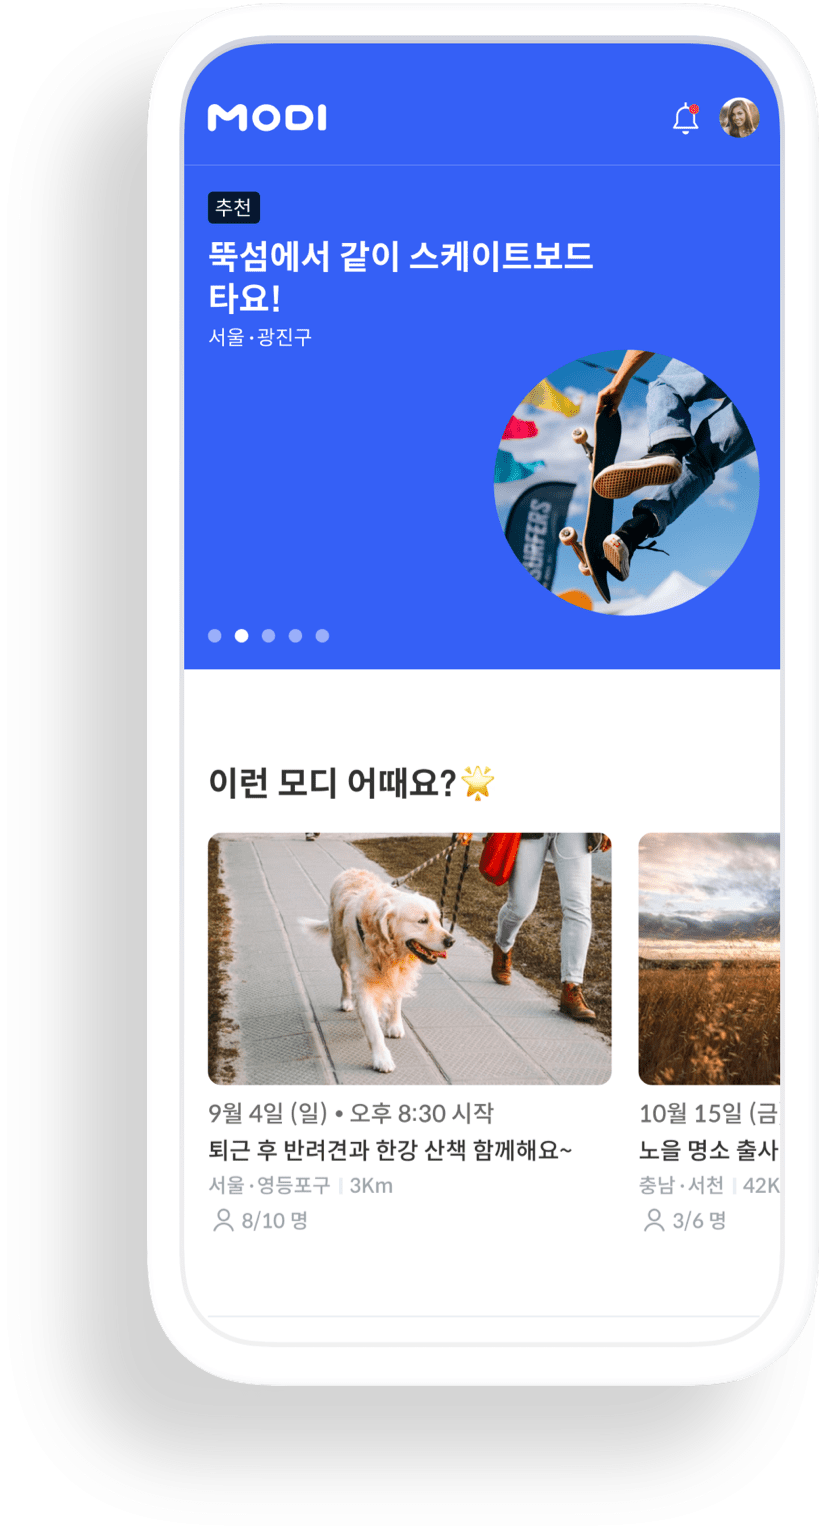 MODI
추천
뚝섬에서 같이 스케이트보드
타요!
서울·광진구
SURFERS
이런 모디 어때요?🌟
9월 4일 (일) • 오후 8:30 시작
퇴근 후 반려견과 한강 산책 함께해요~
서울·영등포구 | 3Km
8/10 명
10월 15일 (금
노을 명소 출사
충남·서천 | 42K
3/6 명